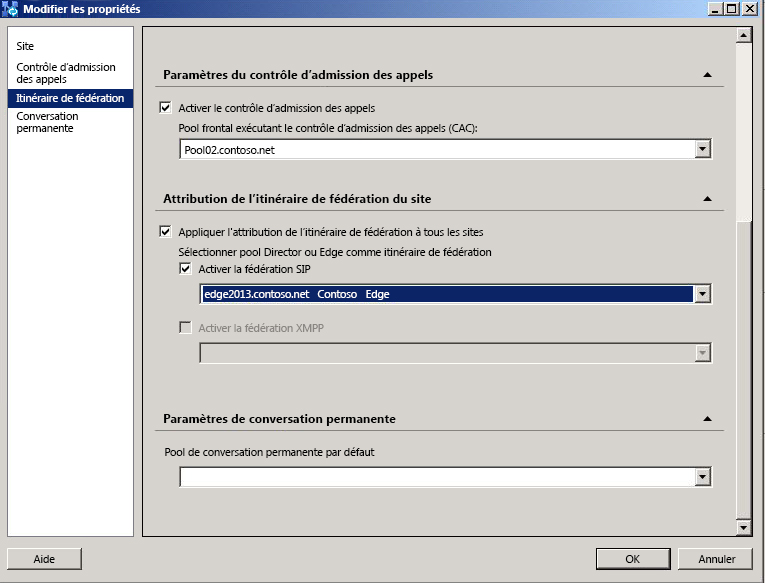 Modifier les propriétés
Site
Contrôle d'admission
des appels
Itinéraire de fédération
Conversation
permanente
Paramètres du contrôle d'admission des appels
Activer le contrôle d'admission des appels
Pool frontal exécutant le contrôle d'admission des appels (CAC):
Pool02.contoso.net
Attribution de l'itinéraire de fédération du site
Appliquer l'attribution de l'itinéraire de fédération à tous les sites
Sélectionner pool Director ou Edge comme itinéraire de fédération
Activer la fédération SIP
edge2013.contoso.net Contoso Edge
Activer la fédération XMPP
Paramètres de conversation permanente
Pool de conversation permanente par défaut
Aide
OK
Annuler